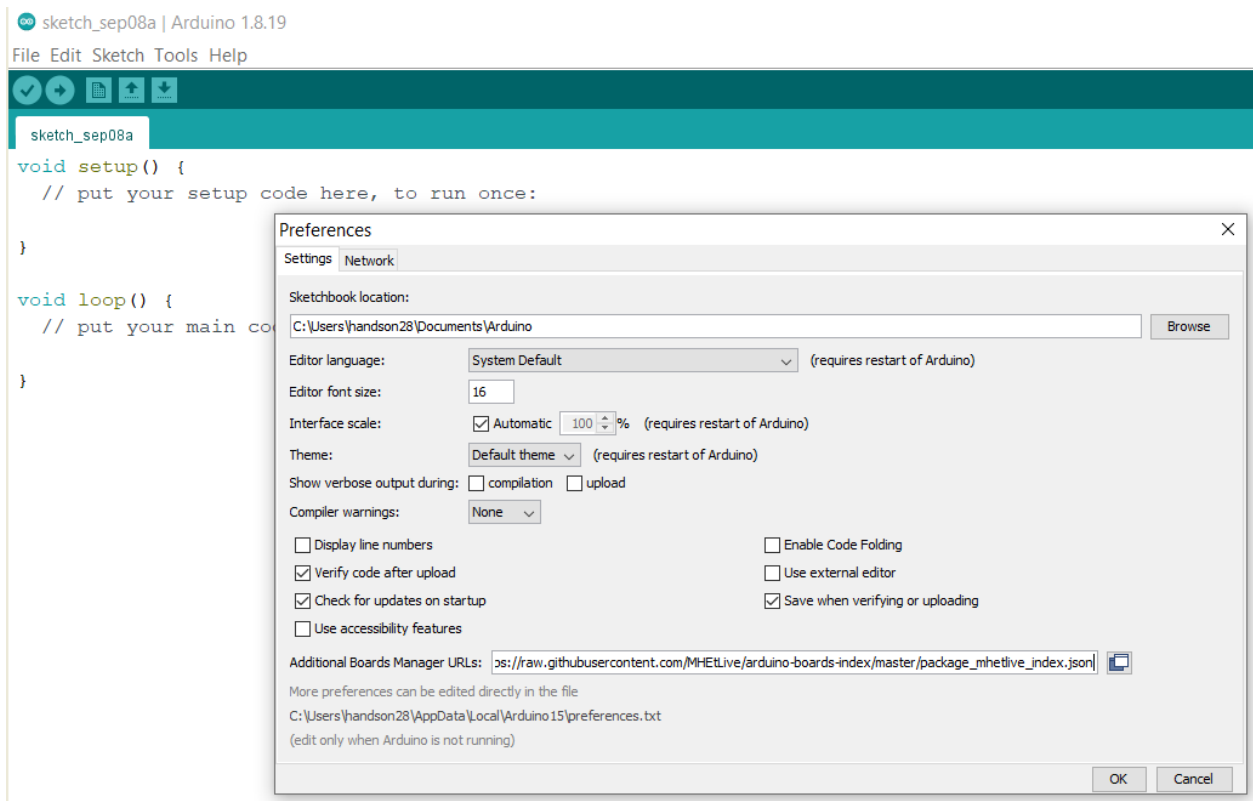 sketch_sep08a | Arduino 1.8.19
File Edit Sketch Tools Help
sketch_sep08a
void setup() {
// put your setup code here, to run once:
}
void loop() {
// put your main
}
Preferences
Settings Network
Sketchbook location:
C:\Users\handson28\Documents\Arduino Browse
Editor language: System Default (requires restart of Arduino)
Editor font size: 16
Interface scale: Automatic 100 % (requires restart of Arduino)
Theme: Default theme (requires restart of Arduino)
Show verbose output during: compilation upload
Compiler warnings: None
Display line numbers Enable Code Folding
Verify code after upload Use external editor
Check for updates on startup Save when verifying or uploading
Use accessibility features
Additional Boards Manager URLs: ps://raw.githubusercontent.com/MHEtLive/arduino-boards-index/master/package_mhetlive_index.json
More preferences can be edited directly in the file
C:\Users\handson28\AppData\Local\Arduino15\preferences.txt
(edit only when Arduino is not running)
OK Cancel